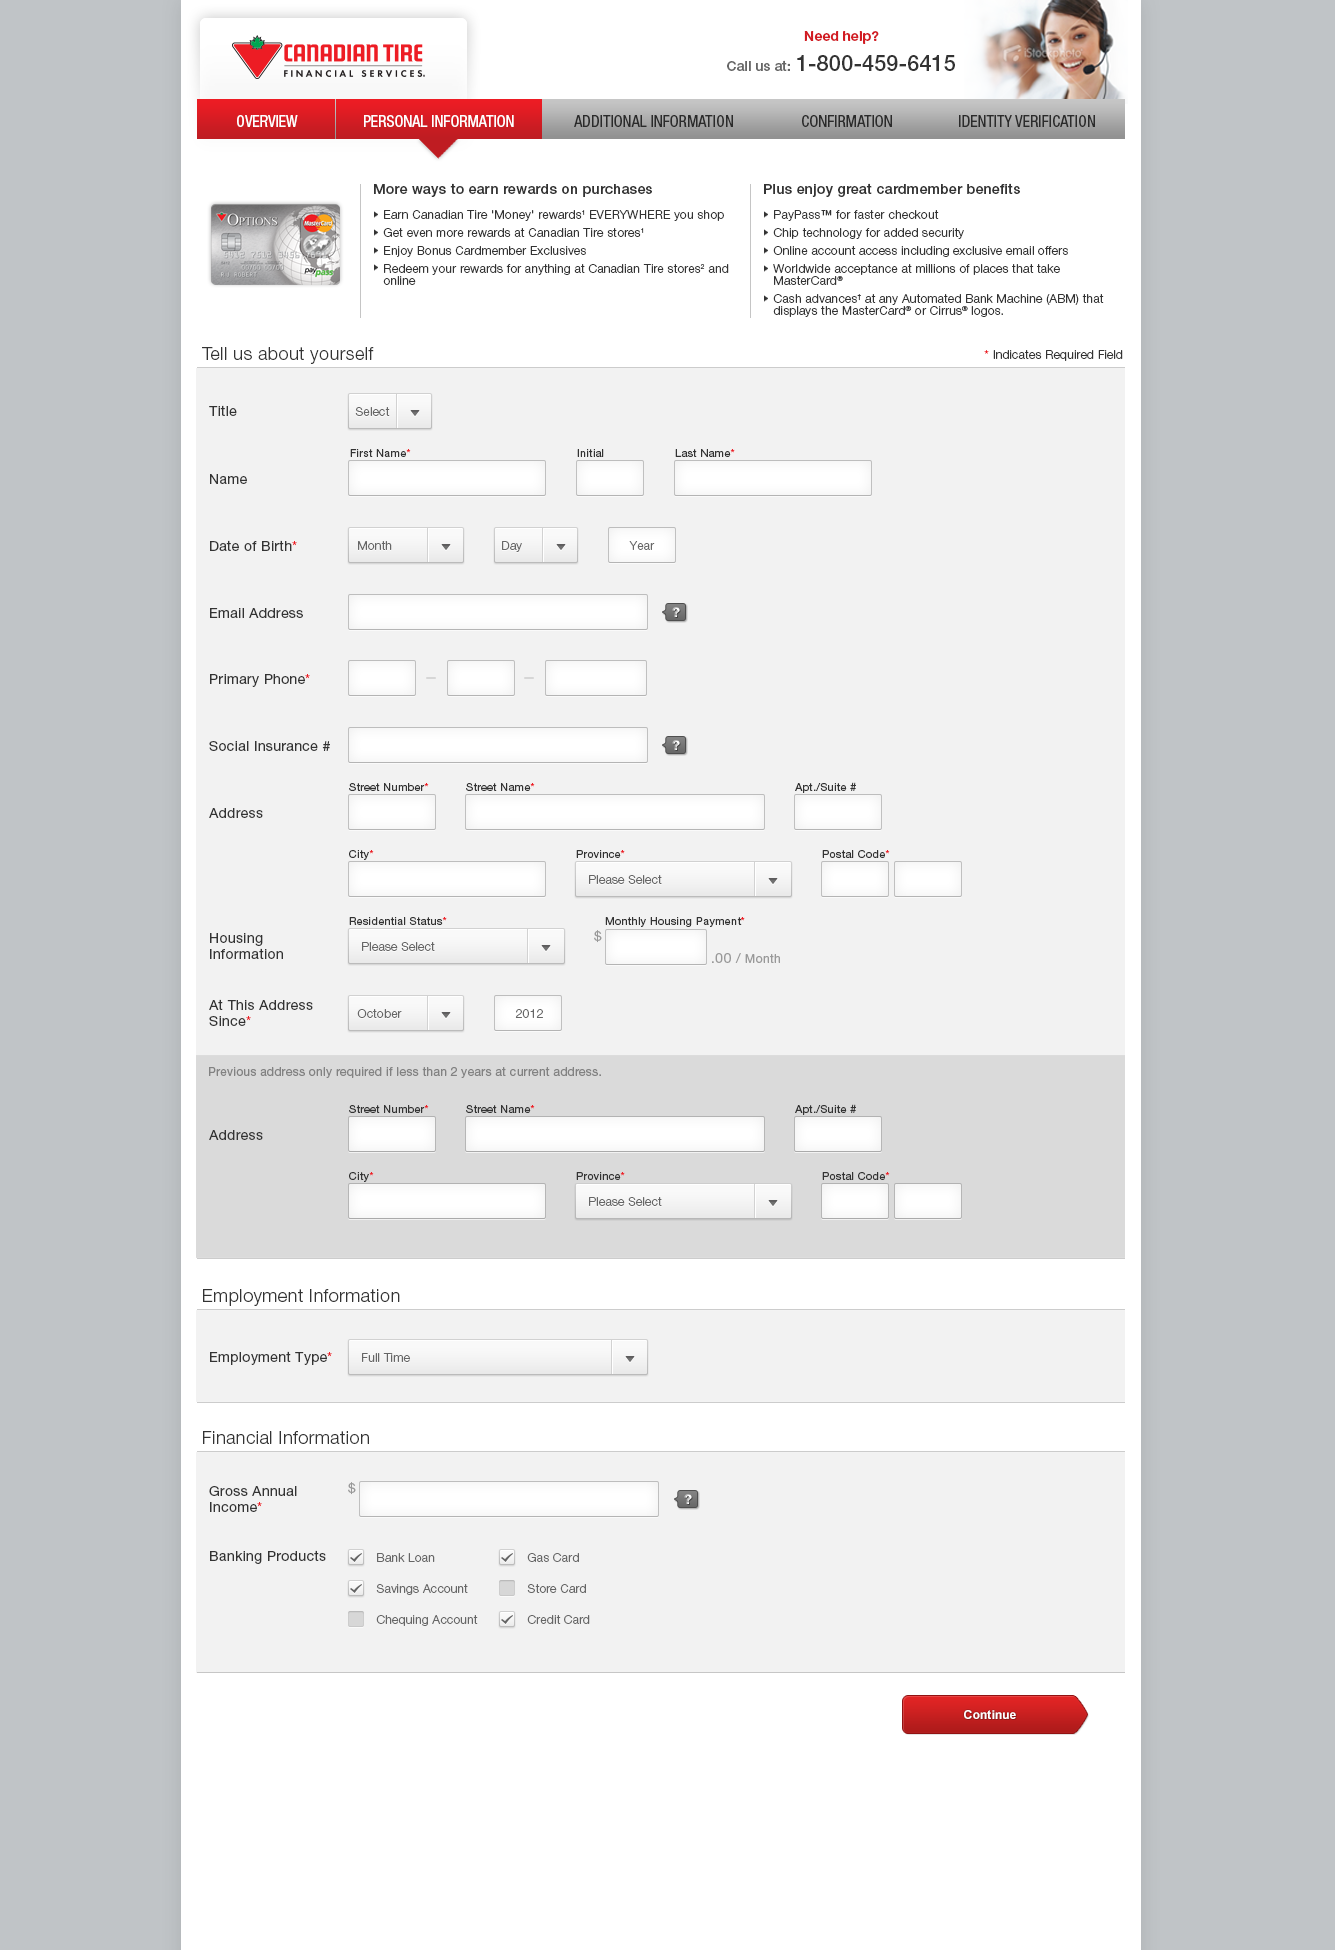 CANADIAN TIRE
FINANCIAL SERVICES.
Need help?
Call us at: 1-800-459-6415
iStockphoto
OVERVIEW PERSONAL INFORMATION ADDITIONAL INFORMATION CONFIRMATION IDENTITY VERIFICATION
OPTIONS
MasterCard
More ways to earn rewards on purchases
Earn Canadian Tire 'Money' rewards¹ EVERYWHERE you shop
Get even more rewards at Canadian Tire stores¹
Enjoy Bonus Cardmember Exclusives
Redeem your rewards for anything at Canadian Tire stores² and
online
Plus enjoy great cardmember benefits
PayPass™ for faster checkout
Chip technology for added security
Online account access including exclusive email offers
Worldwide acceptance at millions of places that take
MasterCard®
Cash advances† at any Automated Bank Machine (ABM) that
displays the MasterCard® or Cirrus® logos.
Tell us about yourself
* Indicates Required Field
Title Select
First Name* Initial Last Name*
Name
Date of Birth* Month Day Year
Email Address ?
Primary Phone* – –
Social Insurance # ?
Street Number* Street Name* Apt./Suite #
Address
City* Province* Postal Code*
Please Select
Residential Status* Monthly Housing Payment*
Housing
Information
Please Select $ .00 / Month
At This Address
Since*
October 2012
Previous address only required if less than 2 years at current address.
Street Number* Street Name* Apt./Suite #
Address
City* Province* Postal Code*
Please Select
Employment Information
Employment Type* Full Time
Financial Information
Gross Annual
Income*
$ ?
Banking Products Bank Loan Gas Card
Savings Account Store Card
Chequing Account Credit Card
Continue